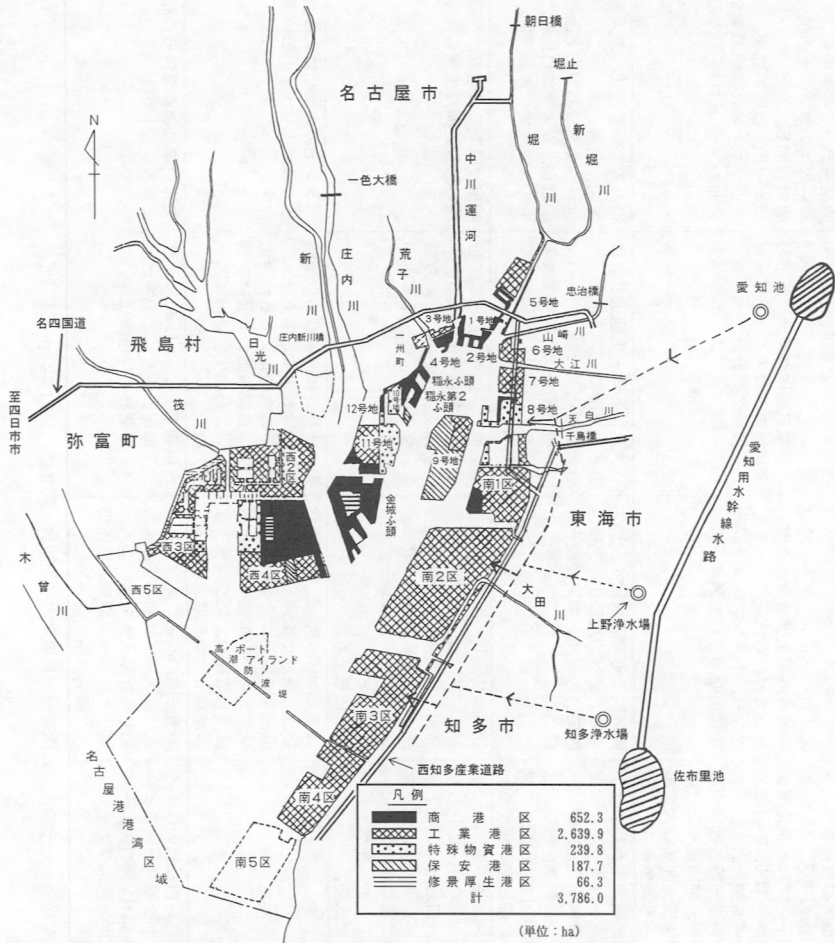 朝日橋
堀止
名古屋市
N
中川運河
堀川
新堀川
一色大橋
新川
庄内川
荒子川
忠治橋
愛知池
名四国道
飛島村
日光川
庄内新川橋
一州町
3号地
1号地
5号地
山崎川
4号地
2号地
6号地
大江川
稲永ふ頭
7号地
稲永第2
ふ頭
8号地
天白川
千鳥橋
12号地
11号地
9号地
至四日市市
筏川
弥富町
西2区
金城ふ頭
南1区
東海市
愛知用水幹線水路
西3区
西4区
木曽川
西5区
南2区
大田川
上野浄水場
ポート
アイランド
高潮防波堤
南3区
知多市
知多浄水場
西知多産業道路
佐布里池
名古屋港港湾区域
南4区
南5区
凡例
商港区 652.3
工業港区 2,639.9
特殊物資港区 239.8
保安港区 187.7
修景厚生港区 66.3
計 3,786.0
(単位:ha)